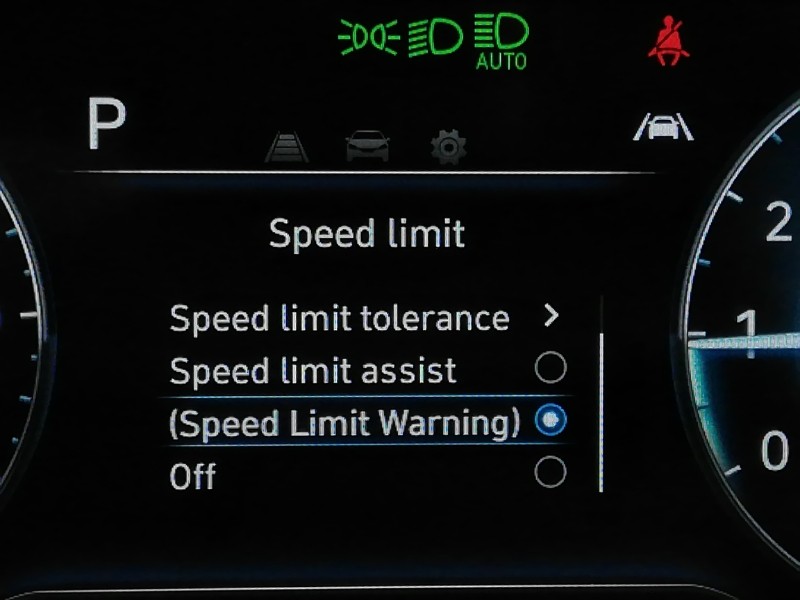 AUTO
P
Speed limit
Speed limit tolerance >
Speed limit assist
(Speed Limit Warning)
Off
2
1
0